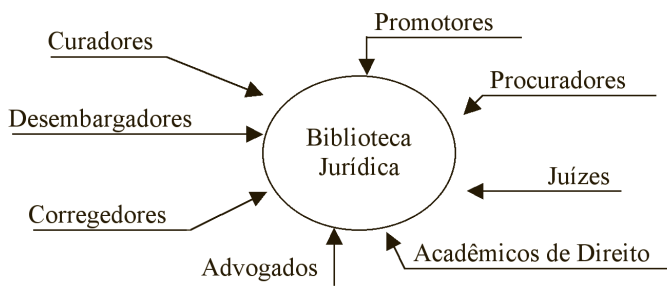 Promotores
Curadores
Procuradores
Desembargadores
Biblioteca
Jurídica
Juízes
Corregedores
Acadêmicos de Direito
Advogados